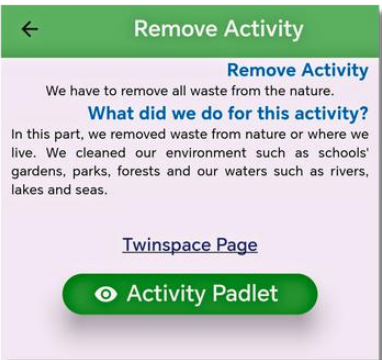 Remove Activity
Remove Activity
We have to remove all waste from the nature.
What did we do for this activity?
In this part, we removed waste from nature or where we
live. We cleaned our environment such as schools'
gardens, parks, forests and our waters such as rivers,
lakes and seas.
Twinspace Page
Activity Padlet